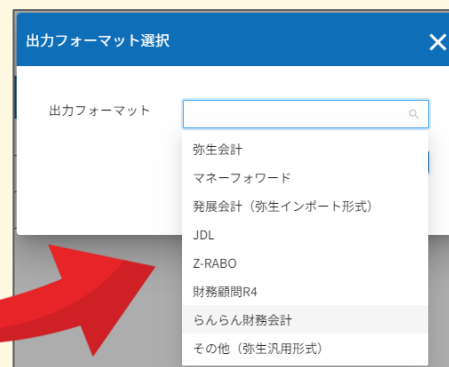 出力フォーマット選択
出力フォーマット
弥生会計
マネーフォワード
発展会計（弥生インポート形式）
JDL
Z-RABO
財務顧問R4
らんらん財務会計
その他（弥生汎用形式）